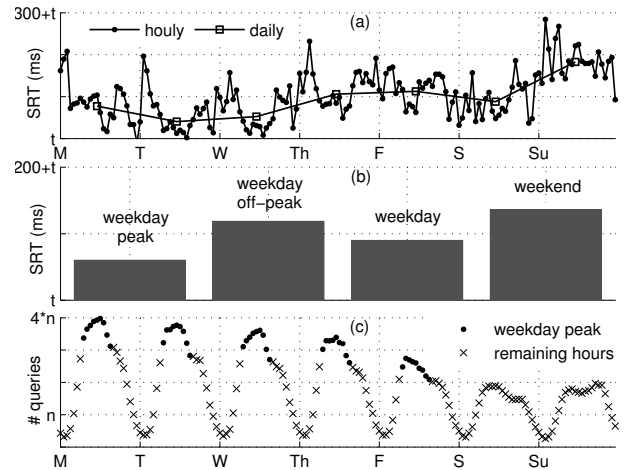 300+t
(a)
houly
daily
SRT (ms)
t
M T W Th F S Su
200+t
(b)
weekday
peak
weekday
off−peak
weekday
weekend
SRT (ms)
t
4*n
(c)
weekday peak
remaining hours
# queries
n
M T W Th F S Su